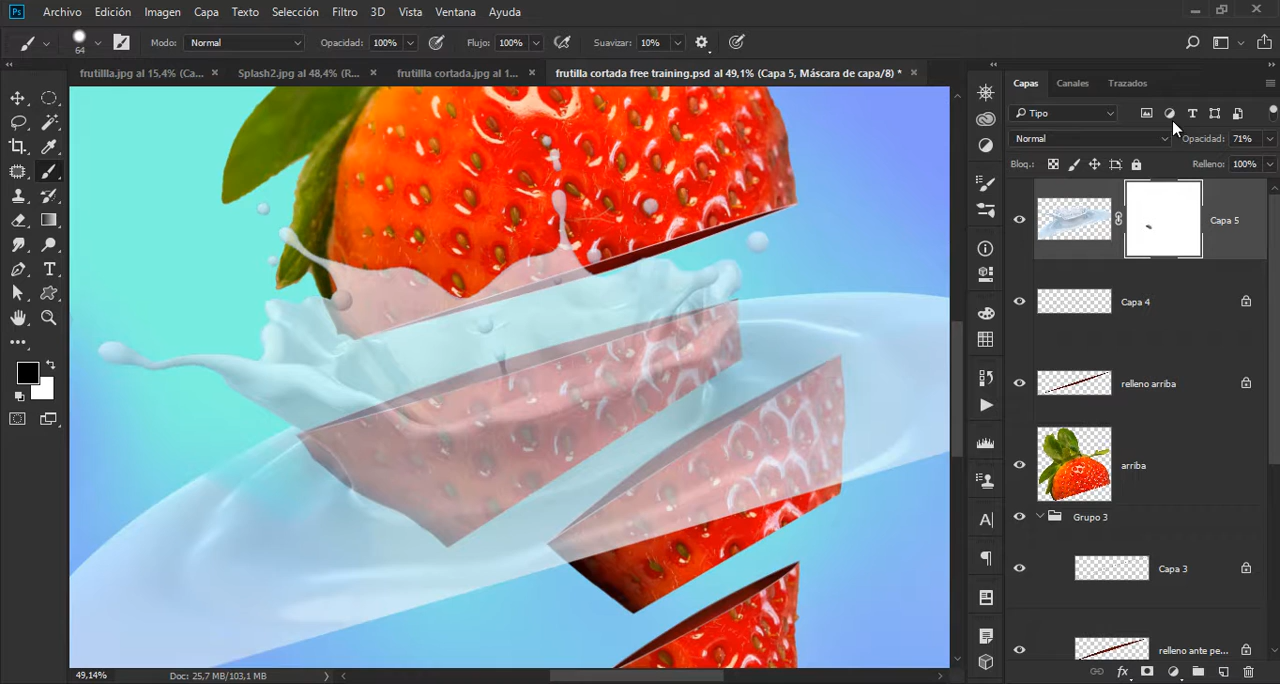 Ps Archivo Edición Imagen Capa Texto Selección Filtro 3D Vista Ventana Ayuda
64 Modo: Normal Opacidad: 100% Flujo: 100% Suavizar: 10%
frutilla.jpg al 15,4% (Ca... × Splash2.jpg al 48,4% (R... × frutilla cortada.jpg al 1... × frutilla cortada free training.psd al 49,1% (Capa 5, Máscara de capa/8) * ×
Capas Canales Trazados
Tipo
Normal Opacidad: 71%
Bloq.: Relleno: 100%
Capa 5
Capa 4
relleno arriba
arriba
Grupo 3
Capa 3
relleno ante pe...
49,14% Doc: 25,7 MB/103,1 MB
fx